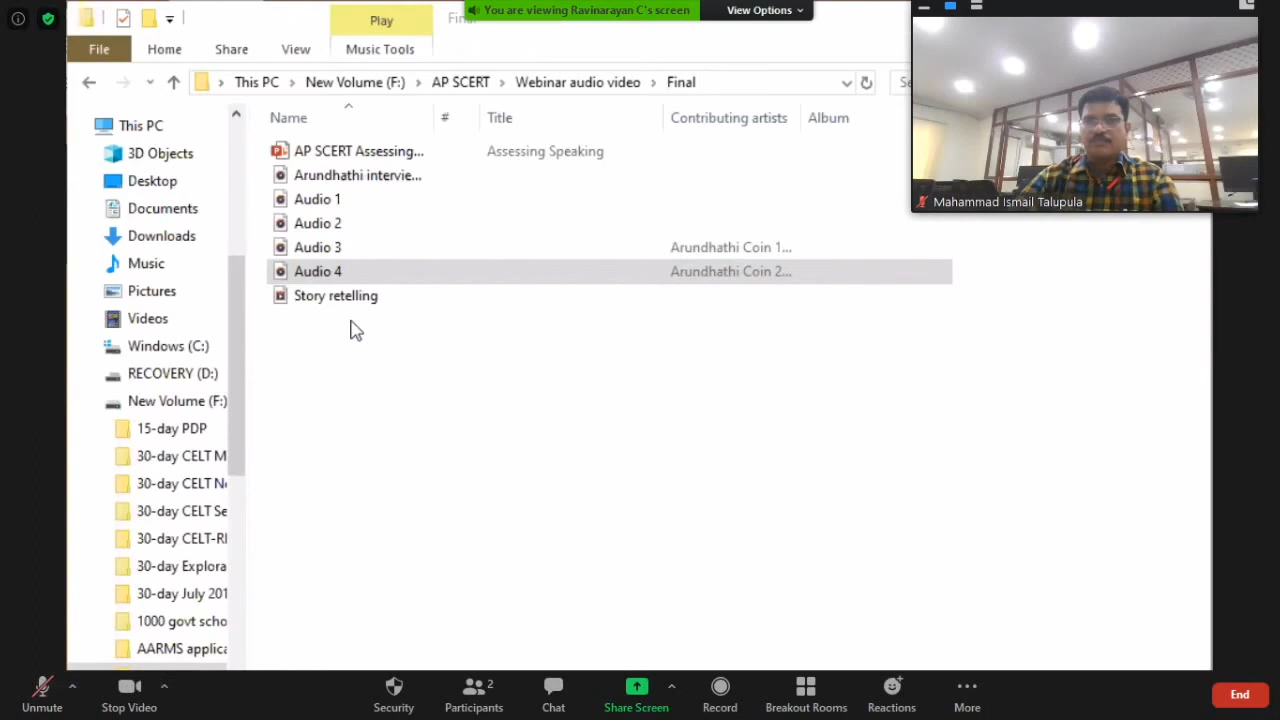 You are viewing Ravinarayan C's screen
View Options
Play
Fin
File
Home
Share
View
Music Tools
This PC
New Volume (F:)
AP SCERT
Webinar audio video
Final
Se
Name
#
Title
Contributing artists
Album
This PC
3D Objects
Desktop
Documents
Downloads
Music
Pictures
Videos
Windows (C:)
RECOVERY (D:)
New Volume (F:)
15-day PDP
30-day CELT M
30-day CELT Ne
30-day CELT Se
30-day CELT-RI
30-day Explora
30-day July 201
1000 govt scho
AARMS applica
AP SCERT Assessing...
Assessing Speaking
Arundhathi intervie...
Audio 1
Audio 2
Audio 3
Arundhathi Coin 1...
Audio 4
Arundhathi Coin 2...
Story retelling
Mahammad Ismail Talupula
Unmute
Stop Video
Security
Participants
2
Chat
Share Screen
Record
Breakout Rooms
Reactions
More
End